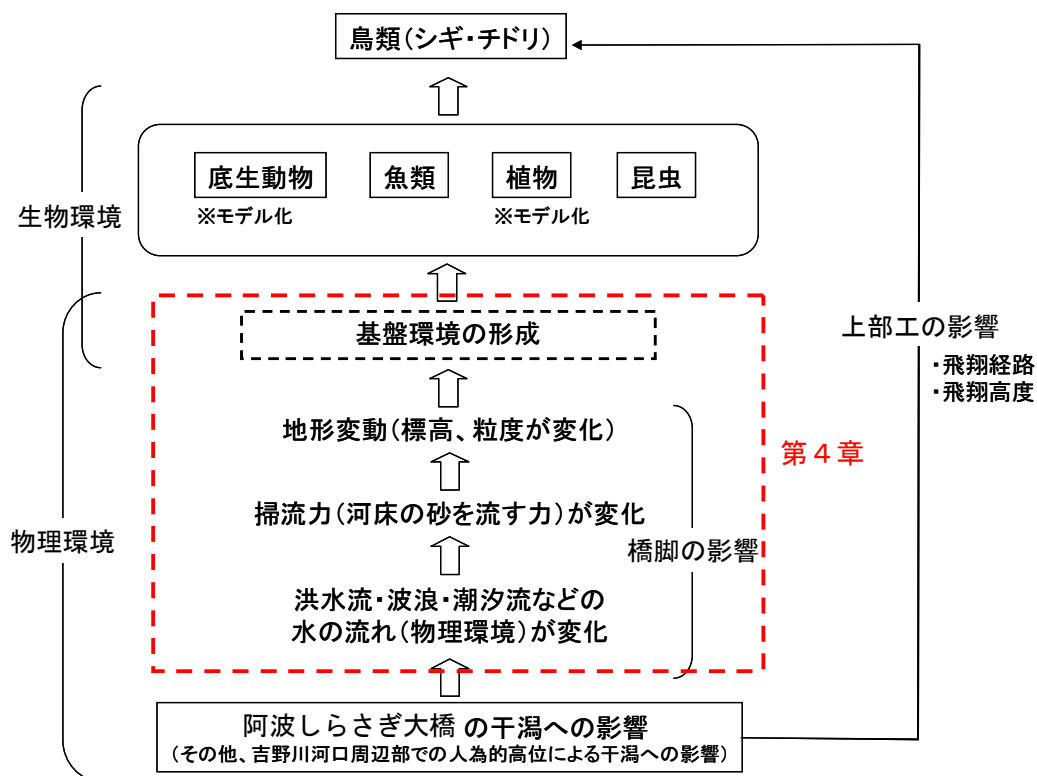 鳥類(シギ・チドリ)
底生動物
魚類
植物
昆虫
※モデル化
※モデル化
生物環境
基盤環境の形成
上部工の影響
・飛翔経路
・飛翔高度
地形変動(標高、粒度が変化)
第4章
掃流力(河床の砂を流す力)が変化
物理環境
橋脚の影響
洪水流・波浪・潮汐流などの
水の流れ(物理環境)が変化
阿波しらさぎ大橋の干潟への影響
(その他、吉野川河口周辺部での人為的高位による干潟への影響)